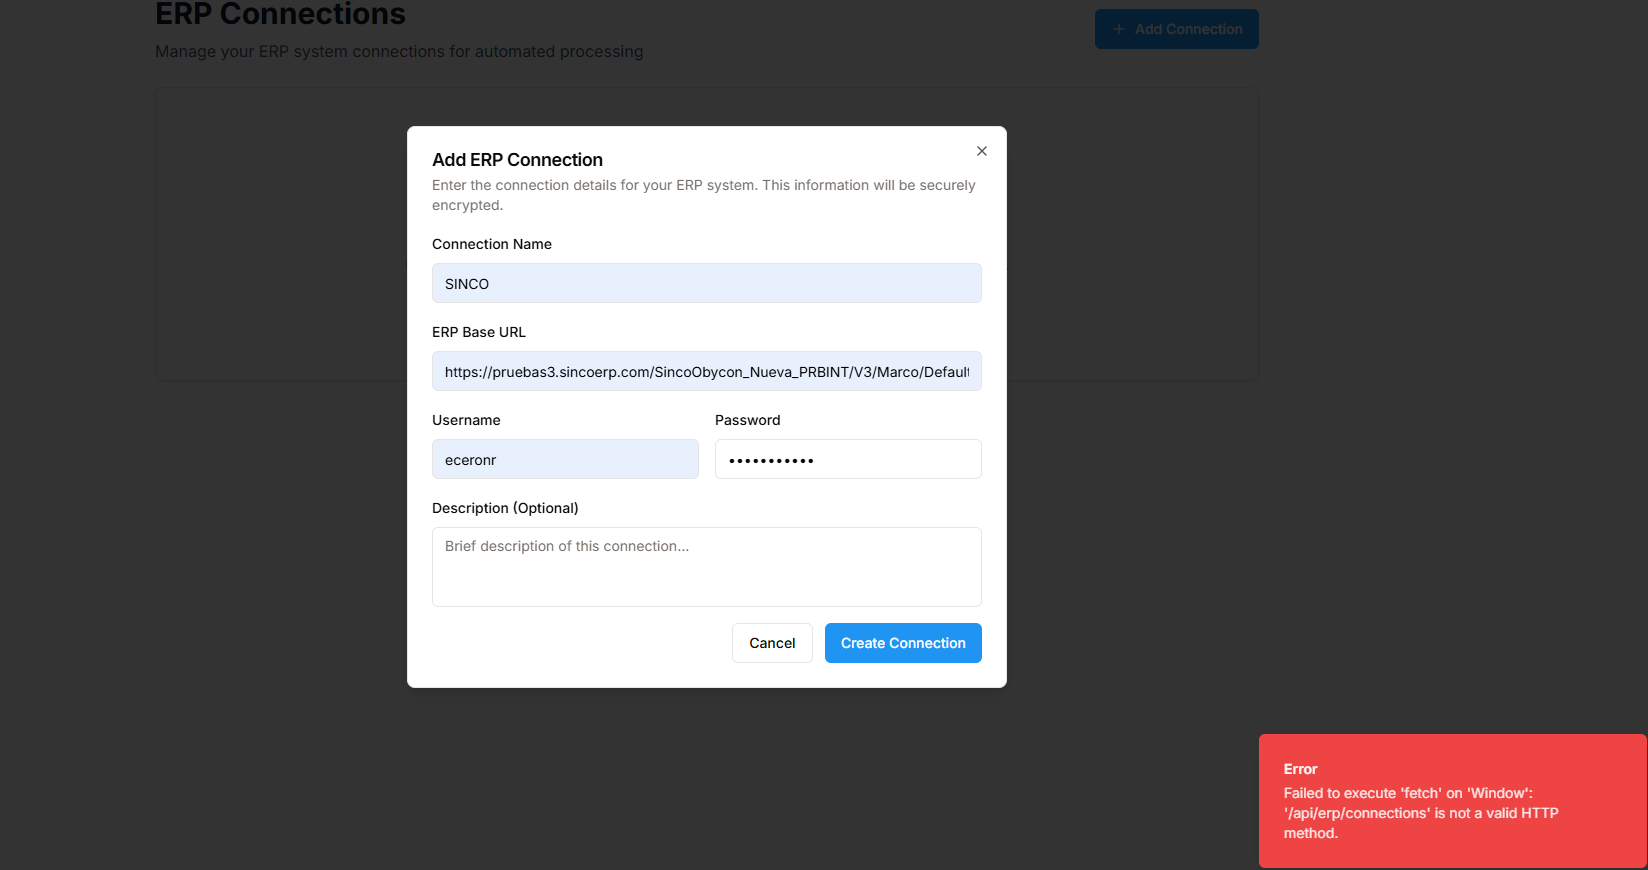 ERP Connections
Manage your ERP system connections for automated processing
+ Add Connection
Add ERP Connection
Enter the connection details for your ERP system. This information will be securely
encrypted.
Connection Name
SINCO
ERP Base URL
https://pruebas3.sincoerp.com/SincoObycon_Nueva_PRBINT/V3/Marco/Default
Username
Password
eceronr
•••••••••••
Description (Optional)
Brief description of this connection...
Cancel
Create Connection
Error
Failed to execute 'fetch' on 'Window':
'/api/erp/connections' is not a valid HTTP
method.